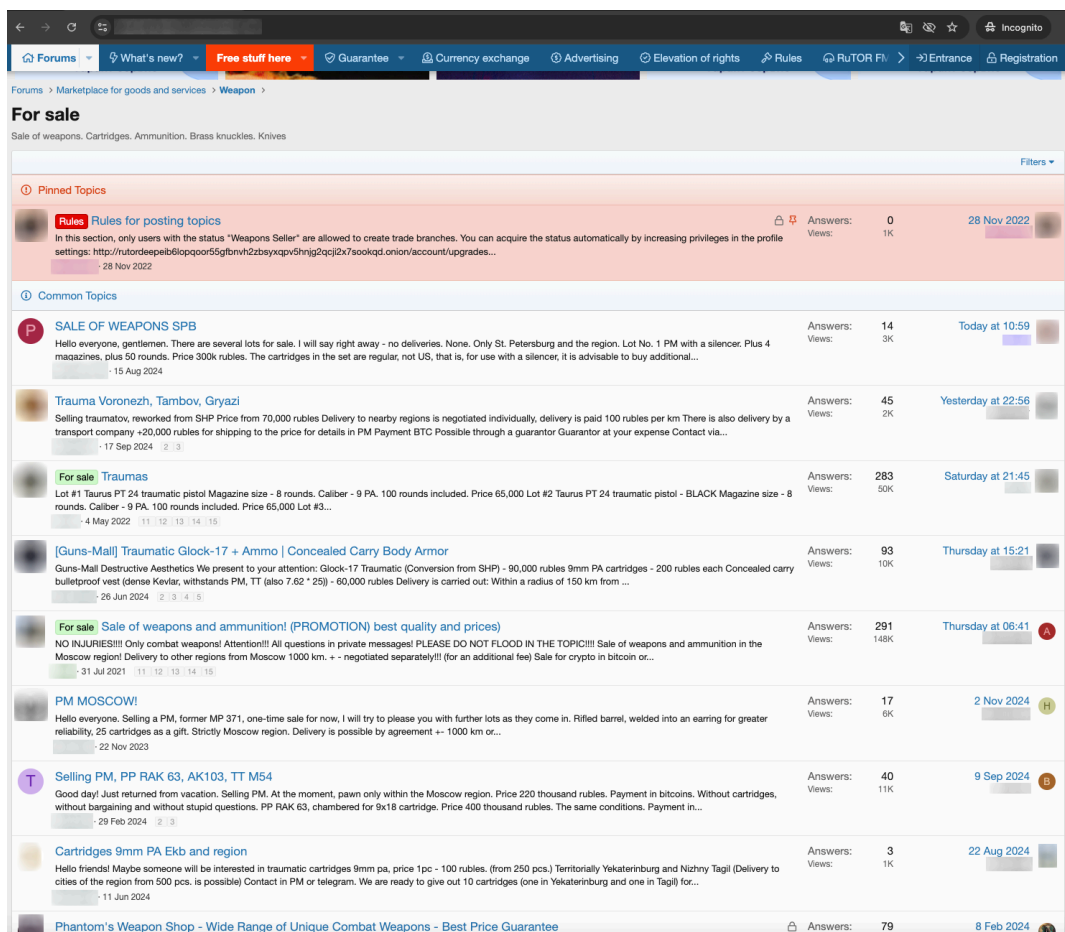 Incognito
Forums What's new? Free stuff here Guarantee Currency exchange Advertising Elevation of rights Rules RuTOR FM Entrance Registration
Forums > Marketplace for goods and services > Weapon >
For sale
Sale of weapons. Cartridges. Ammunition. Brass knuckles. Knives
Filters
Pinned Topics
Rules Rules for posting topics Answers: 0 28 Nov 2022
Views: 1K
In this section, only users with the status "Weapons Seller" are allowed to create trade branches. You can acquire the status automatically by increasing privileges in the profile
settings: http://rutordeepeib6lopqoor55gfbnvh2zbsyxqpv5hnjg2qcji2x7sookqd.onion/account/upgrades...
· 28 Nov 2022
Common Topics
P SALE OF WEAPONS SPB Answers: 14 Today at 10:59
Views: 3K
Hello everyone, gentlemen. There are several lots for sale. I will say right away - no deliveries. None. Only St. Petersburg and the region. Lot No. 1 PM with a silencer. Plus 4
magazines, plus 50 rounds. Price 300k rubles. The cartridges in the set are regular, not US, that is, for use with a silencer, it is advisable to buy additional...
· 15 Aug 2024
Trauma Voronezh, Tambov, Gryazi Answers: 45 Yesterday at 22:56
Views: 2K
Selling traumatov, reworked from SHP Price from 70,000 rubles Delivery to nearby regions is negotiated individually, delivery is paid 100 rubles per km There is also delivery by a
transport company +20,000 rubles for shipping to the price for details in PM Payment BTC Possible through a guarantor Guarantor at your expense Contact via...
· 17 Sep 2024 2 3
For sale Traumas Answers: 283 Saturday at 21:45
Views: 50K
Lot #1 Taurus PT 24 traumatic pistol Magazine size - 8 rounds. Caliber - 9 PA. 100 rounds included. Price 65,000 Lot #2 Taurus PT 24 traumatic pistol - BLACK Magazine size - 8
rounds. Caliber - 9 PA. 100 rounds included. Price 65,000 Lot #3...
· 4 May 2022 11 12 13 14 15
[Guns-Mall] Traumatic Glock-17 + Ammo | Concealed Carry Body Armor Answers: 93 Thursday at 15:21
Views: 10K
Guns-Mall Destructive Aesthetics We present to your attention: Glock-17 Traumatic (Conversion from SHP) - 90,000 rubles 9mm PA cartridges - 200 rubles each Concealed carry
bulletproof vest (dense Kevlar, withstands PM, TT (also 7.62 * 25)) - 60,000 rubles Delivery is carried out: Within a radius of 150 km from ...
· 26 Jun 2024 2 3 4 5
For sale Sale of weapons and ammunition! (PROMOTION) best quality and prices) Answers: 291 Thursday at 06:41 A
Views: 148K
NO INJURIES!!!! Only combat weapons! Attention!!! All questions in private messages! PLEASE DO NOT FLOOD IN THE TOPIC!!!! Sale of weapons and ammunition in the
Moscow region! Delivery to other regions from Moscow 1000 km. + - negotiated separately!!! (for an additional fee) Sale for crypto in bitcoin or...
· 31 Jul 2021 11 12 13 14 15
PM MOSCOW! Answers: 17 2 Nov 2024 H
Views: 6K
Hello everyone. Selling a PM, former MP 371, one-time sale for now, I will try to please you with further lots as they come in. Rifled barrel, welded into an earring for greater
reliability, 25 cartridges as a gift. Strictly Moscow region. Delivery is possible by agreement +- 1000 km or...
· 22 Nov 2023
T Selling PM, PP RAK 63, AK103, TT M54 Answers: 40 9 Sep 2024 B
Views: 11K
Good day! Just returned from vacation. Selling PM. At the moment, pawn only within the Moscow region. Price 220 thousand rubles. Payment in bitcoins. Without cartridges,
without bargaining and without stupid questions. PP RAK 63, chambered for 9x18 cartridge. Price 400 thousand rubles. The same conditions. Payment in...
· 29 Feb 2024 2 3
Cartridges 9mm PA Ekb and region Answers: 3 22 Aug 2024
Views: 1K
Hello friends! Maybe someone will be interested in traumatic cartridges 9mm pa, price 1pc - 100 rubles. (from 250 pcs.) Territorially Yekaterinburg and Nizhny Tagil (Delivery to
cities of the region from 500 pcs. is possible) Contact in PM or telegram. We are ready to give out 10 cartridges (one in Yekaterinburg and one in Tagil) for...
· 11 Jun 2024
Phantom's Weapon Shop - Wide Range of Unique Combat Weapons - Best Price Guarantee Answers: 79 8 Feb 2024